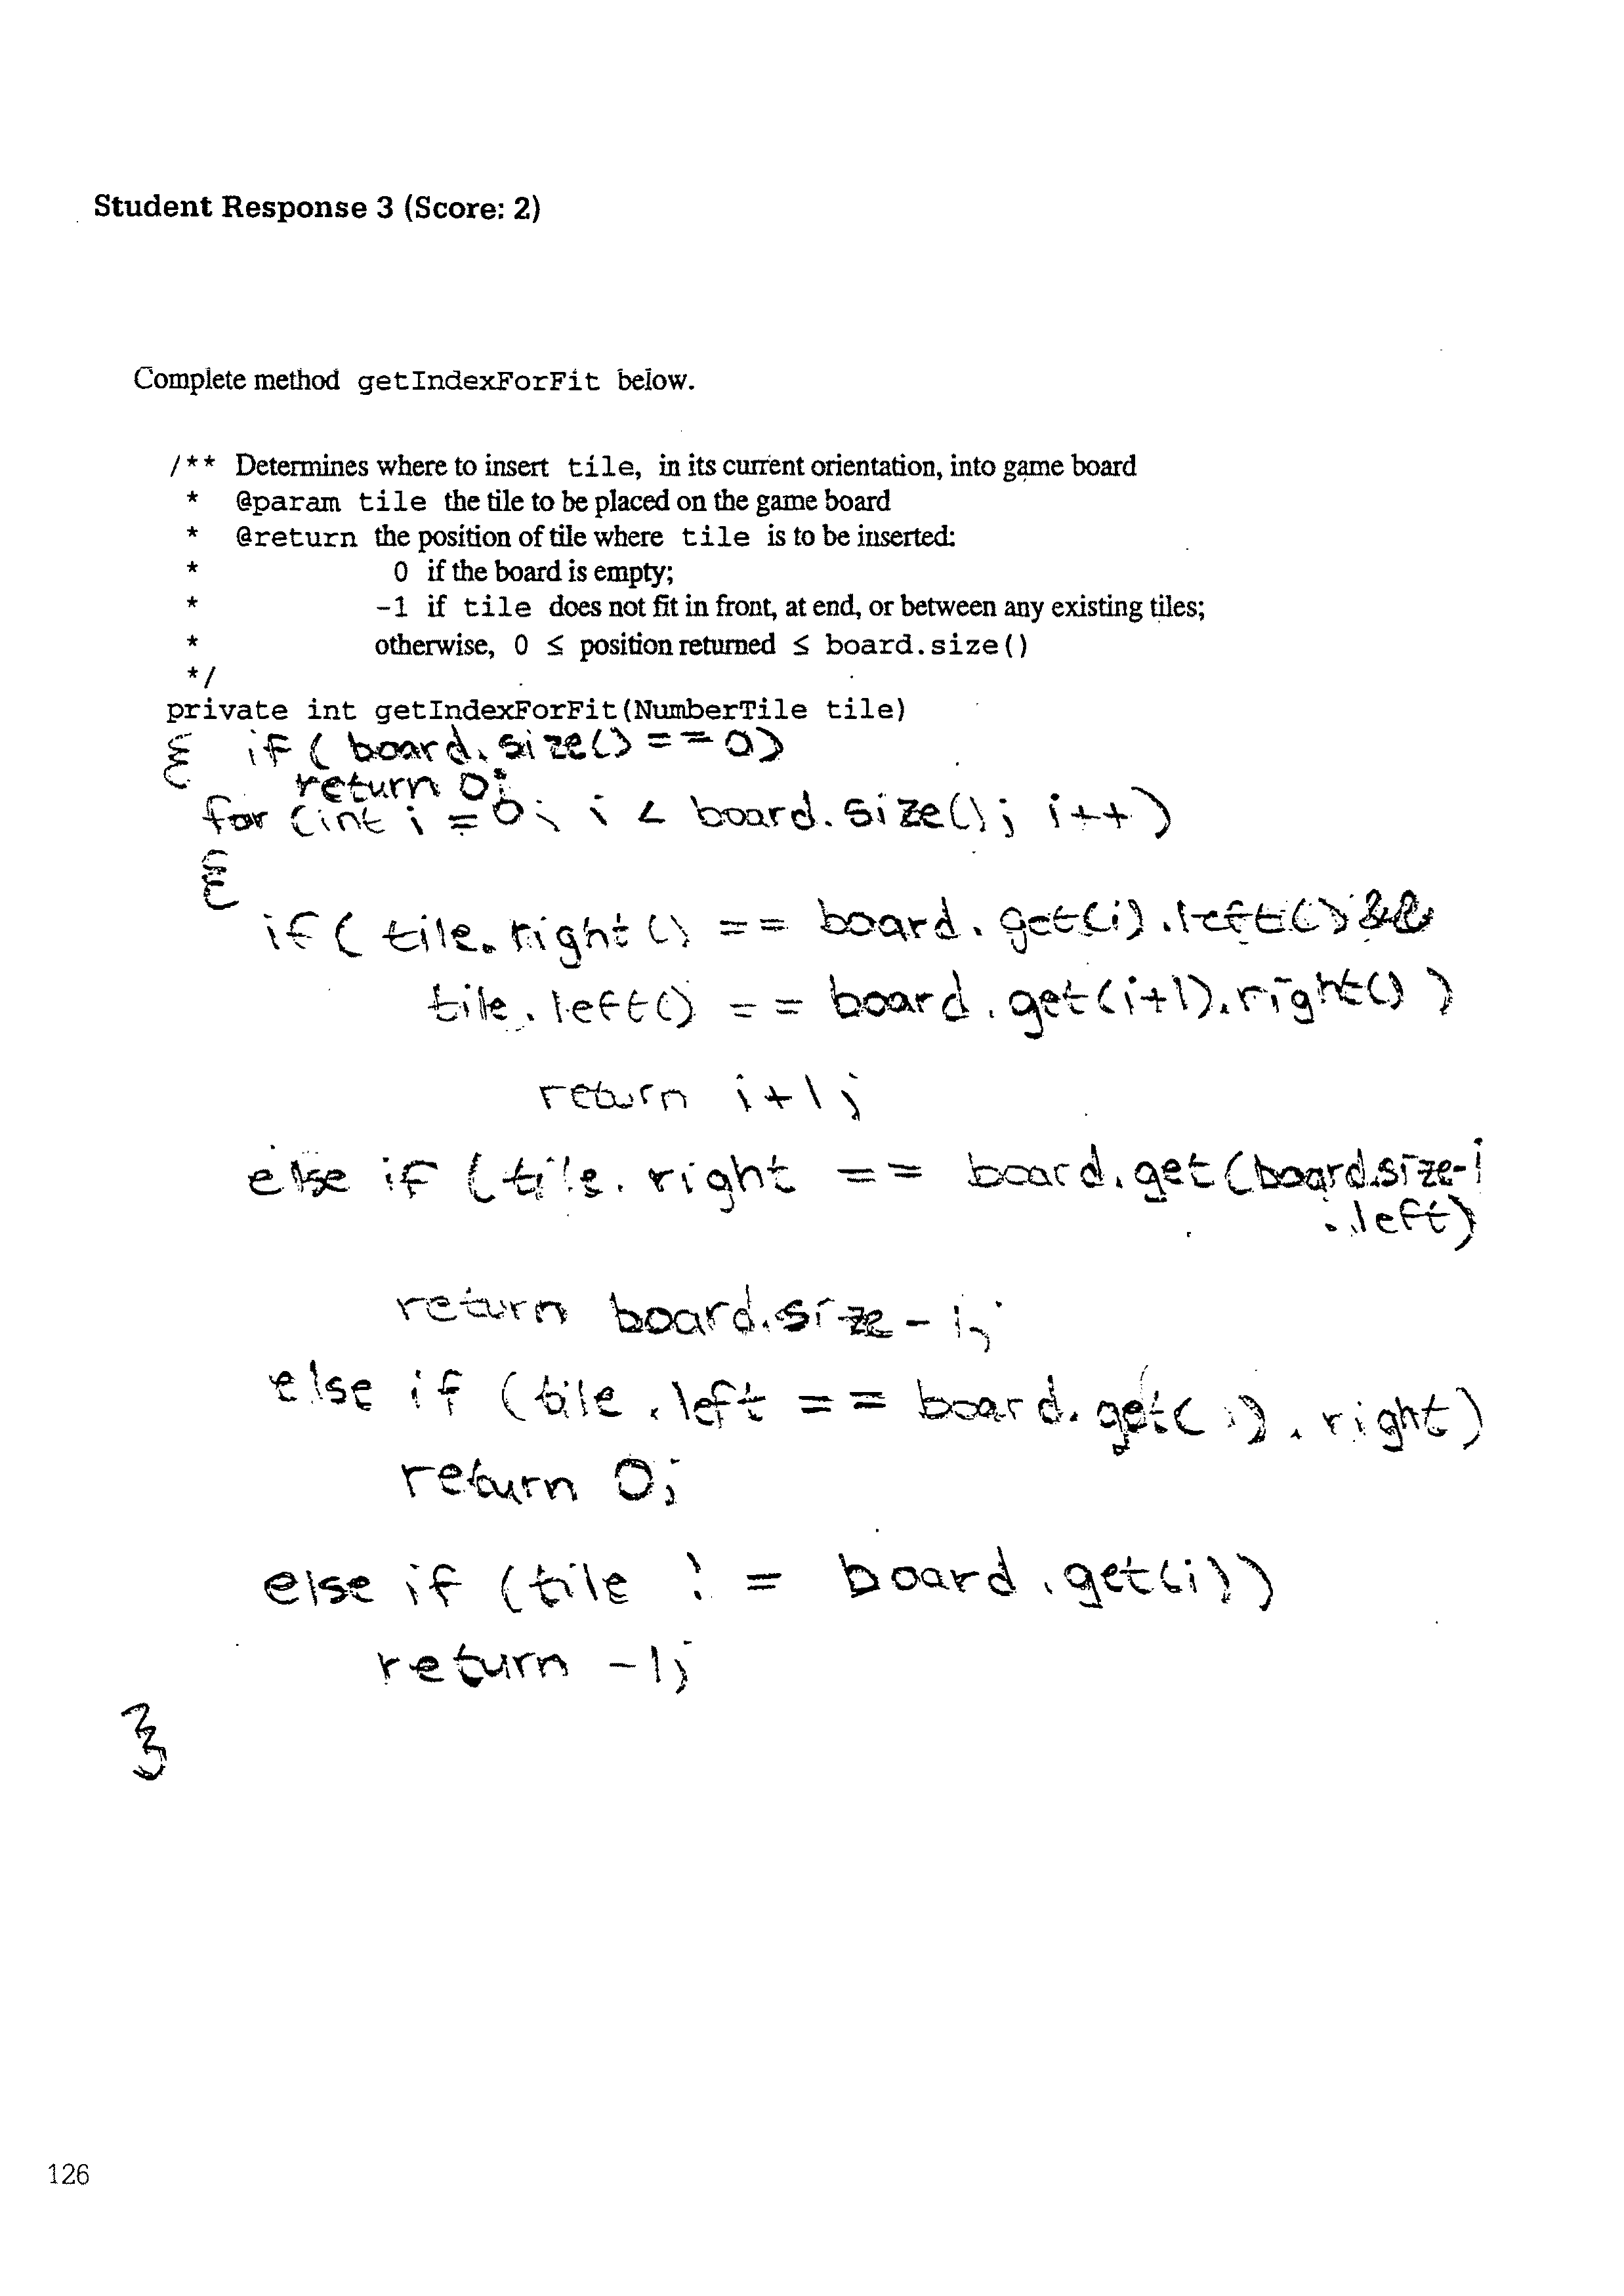 Student Response 3 (Score: 2)
Complete method getIndexForFit below.
/** Determines where to insert tile, in its current orientation, into game board
* @param tile the tile to be placed on the game board
* @return the position of tile where tile is to be inserted:
* 0 if the board is empty;
* -1 if tile does not fit in front, at end, or between any existing tiles;
* otherwise, 0 ≤ position returned ≤ board.size()
*/
private int getIndexForFit(NumberTile tile)
{ if ( board.size() == 0)
return 0;
for (int i = 0; i < board.size(); i++)
{
if ( tile.right() == board.get(i).left() &&
tile.left() == board.get(i+1).right() )
return i+1;
else if (tile.right == board.get(board.size-1
.left)
return board.size - 1;
else if (tile.left == board.get( ).right)
return 0;
else if (tile != board.get(i))
return -1;
}
126